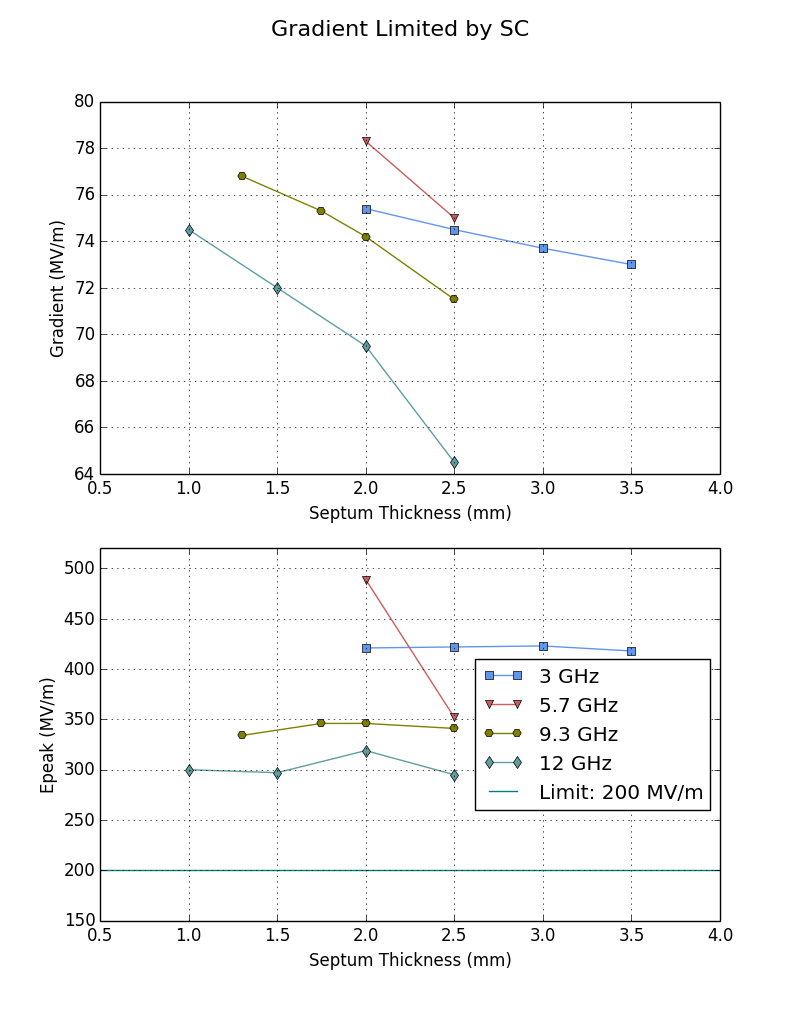 Gradient Limited by SC
80
78
76
74
72
70
68
66
64
Gradient (MV/m)
0.5 1.0 1.5 2.0 2.5 3.0 3.5 4.0
Septum Thickness (mm)
500
450
400
350
300
250
200
150
Epeak (MV/m)
3 GHz
5.7 GHz
9.3 GHz
12 GHz
Limit: 200 MV/m
0.5 1.0 1.5 2.0 2.5 3.0 3.5 4.0
Septum Thickness (mm)